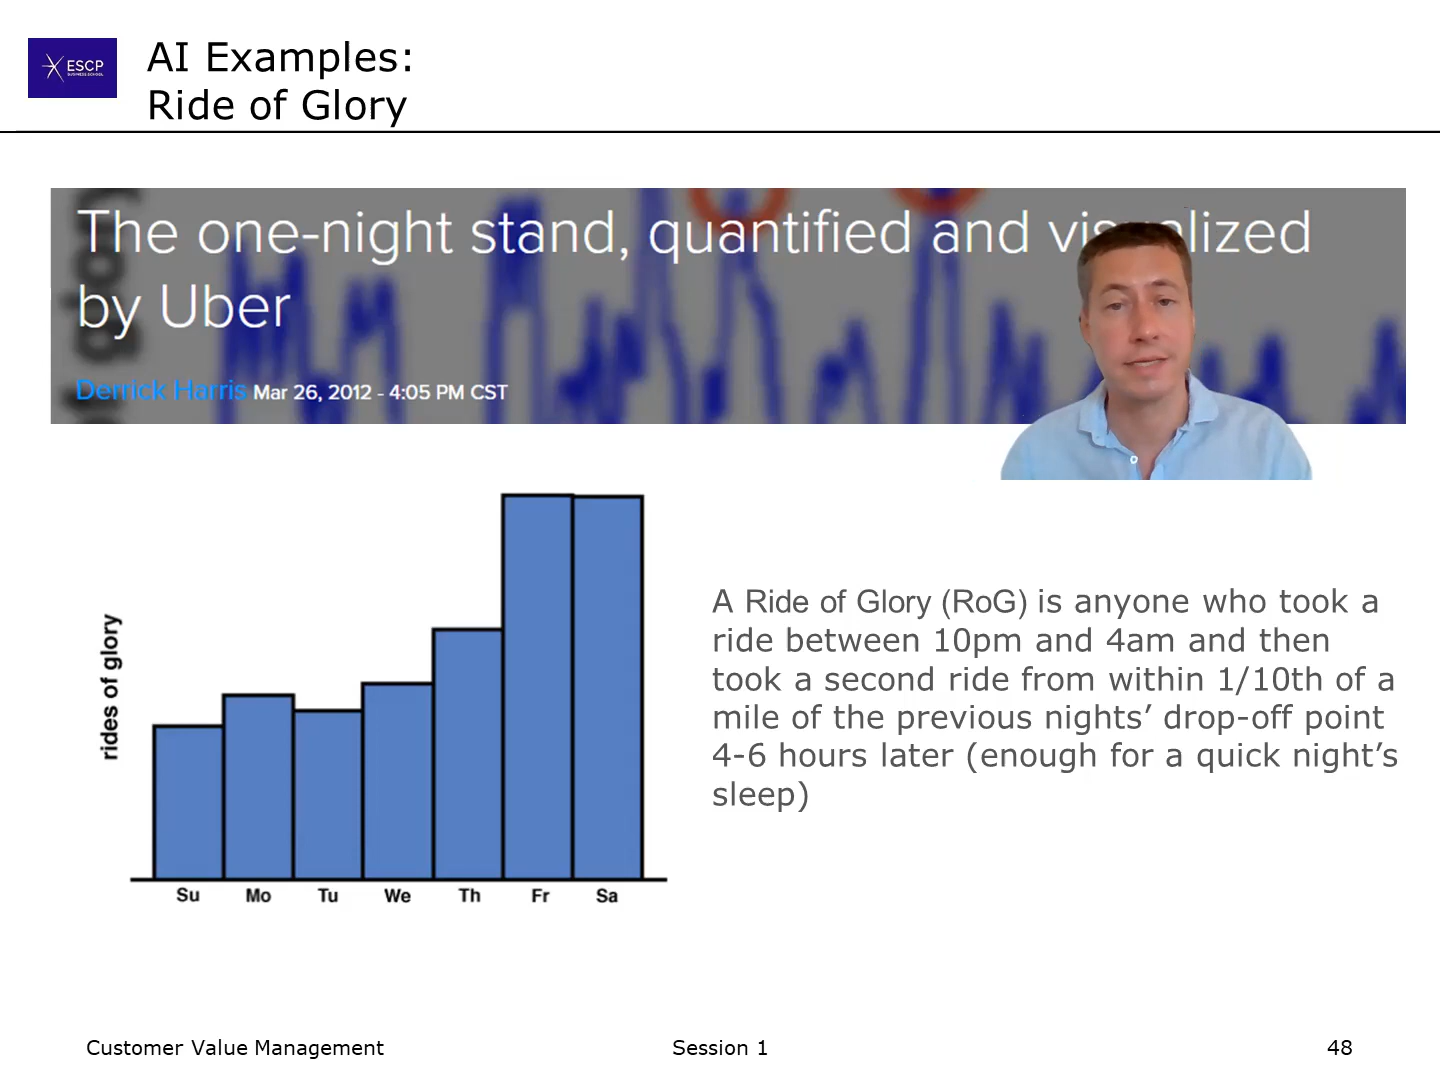 ESCP
BUSINESS SCHOOL
AI Examples:
Ride of Glory
The one-night stand, quantified and visualized
by Uber
Derrick Harris Mar 26, 2012 - 4:05 PM CST
rides of glory
Su Mo Tu We Th Fr Sa
A Ride of Glory (RoG) is anyone who took a
ride between 10pm and 4am and then
took a second ride from within 1/10th of a
mile of the previous nights’ drop-off point
4-6 hours later (enough for a quick night’s
sleep)
Customer Value Management Session 1 48